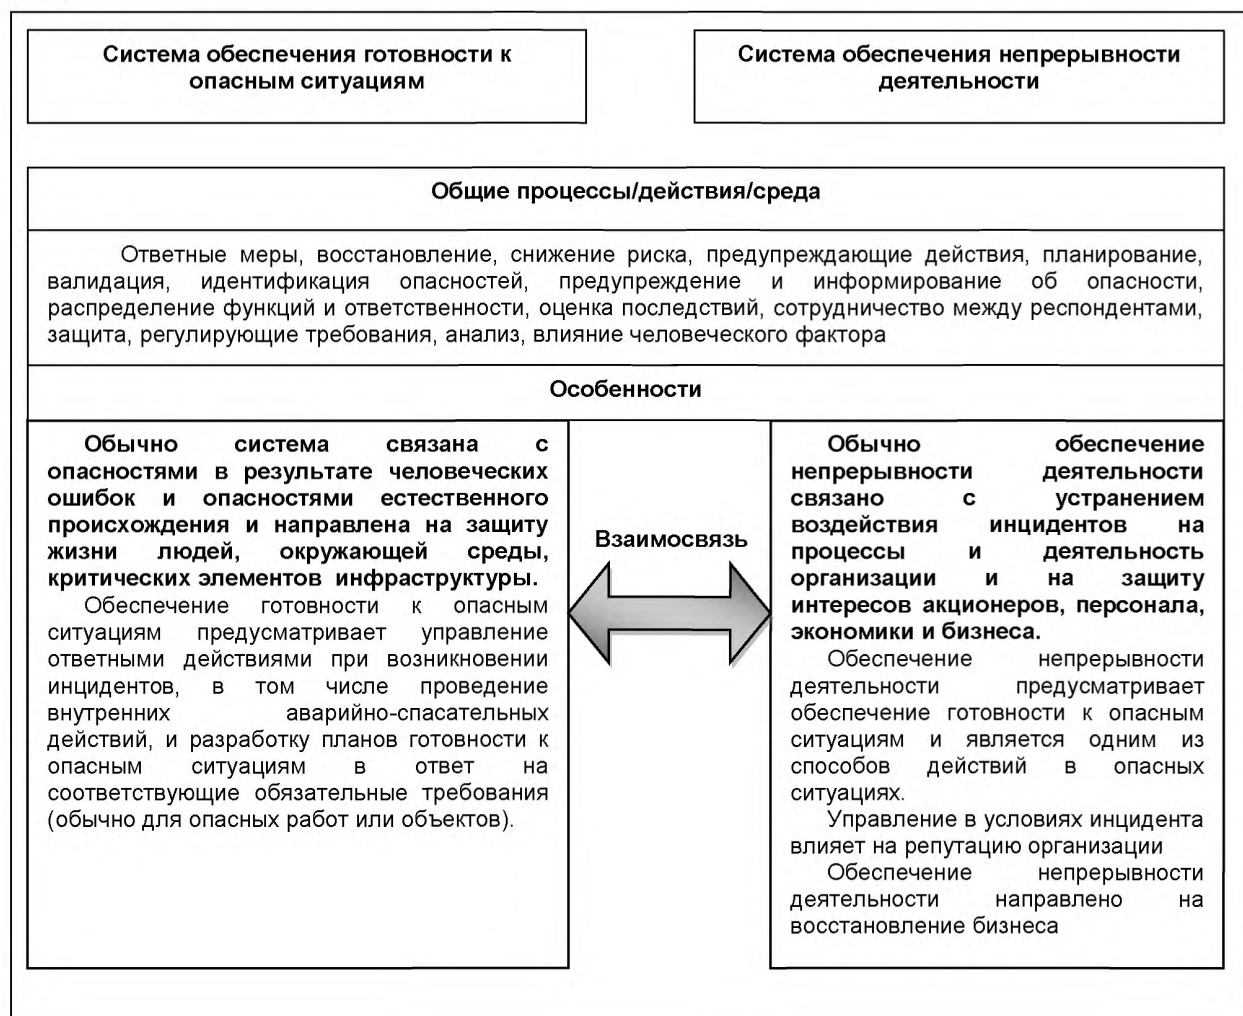 Система обеспечения готовности к
опасным ситуациям
Система обеспечения непрерывности
деятельности
Общие процессы/действия/среда
Ответные меры, восстановление, снижение риска, предупреждающие действия, планирование,
валидация, идентификация опасностей, предупреждение и информирование об опасности,
распределение функций и ответственности, оценка последствий, сотрудничество между респондентами,
защита, регулирующие требования, анализ, влияние человеческого фактора
Особенности
Обычно система связана с
опасностями в результате человеческих
ошибок и опасностями естественного
происхождения и направлена на защиту
жизни людей, окружающей среды,
критических элементов инфраструктуры.
Обеспечение готовности к опасным
ситуациям предусматривает управление
ответными действиями при возникновении
инцидентов, в том числе проведение
внутренних аварийно-спасательных
действий, и разработку планов готовности к
опасным ситуациям в ответ на
соответствующие обязательные требования
(обычно для опасных работ или объектов).
Взаимосвязь
Обычно обеспечение
непрерывности деятельности
связано с устранением
воздействия инцидентов на
процессы и деятельность
организации и на защиту
интересов акционеров, персонала,
экономики и бизнеса.
Обеспечение непрерывности
деятельности предусматривает
обеспечение готовности к опасным
ситуациям и является одним из
способов действий в опасных
ситуациях.
Управление в условиях инцидента
влияет на репутацию организации
Обеспечение непрерывности
деятельности направлено на
восстановление бизнеса